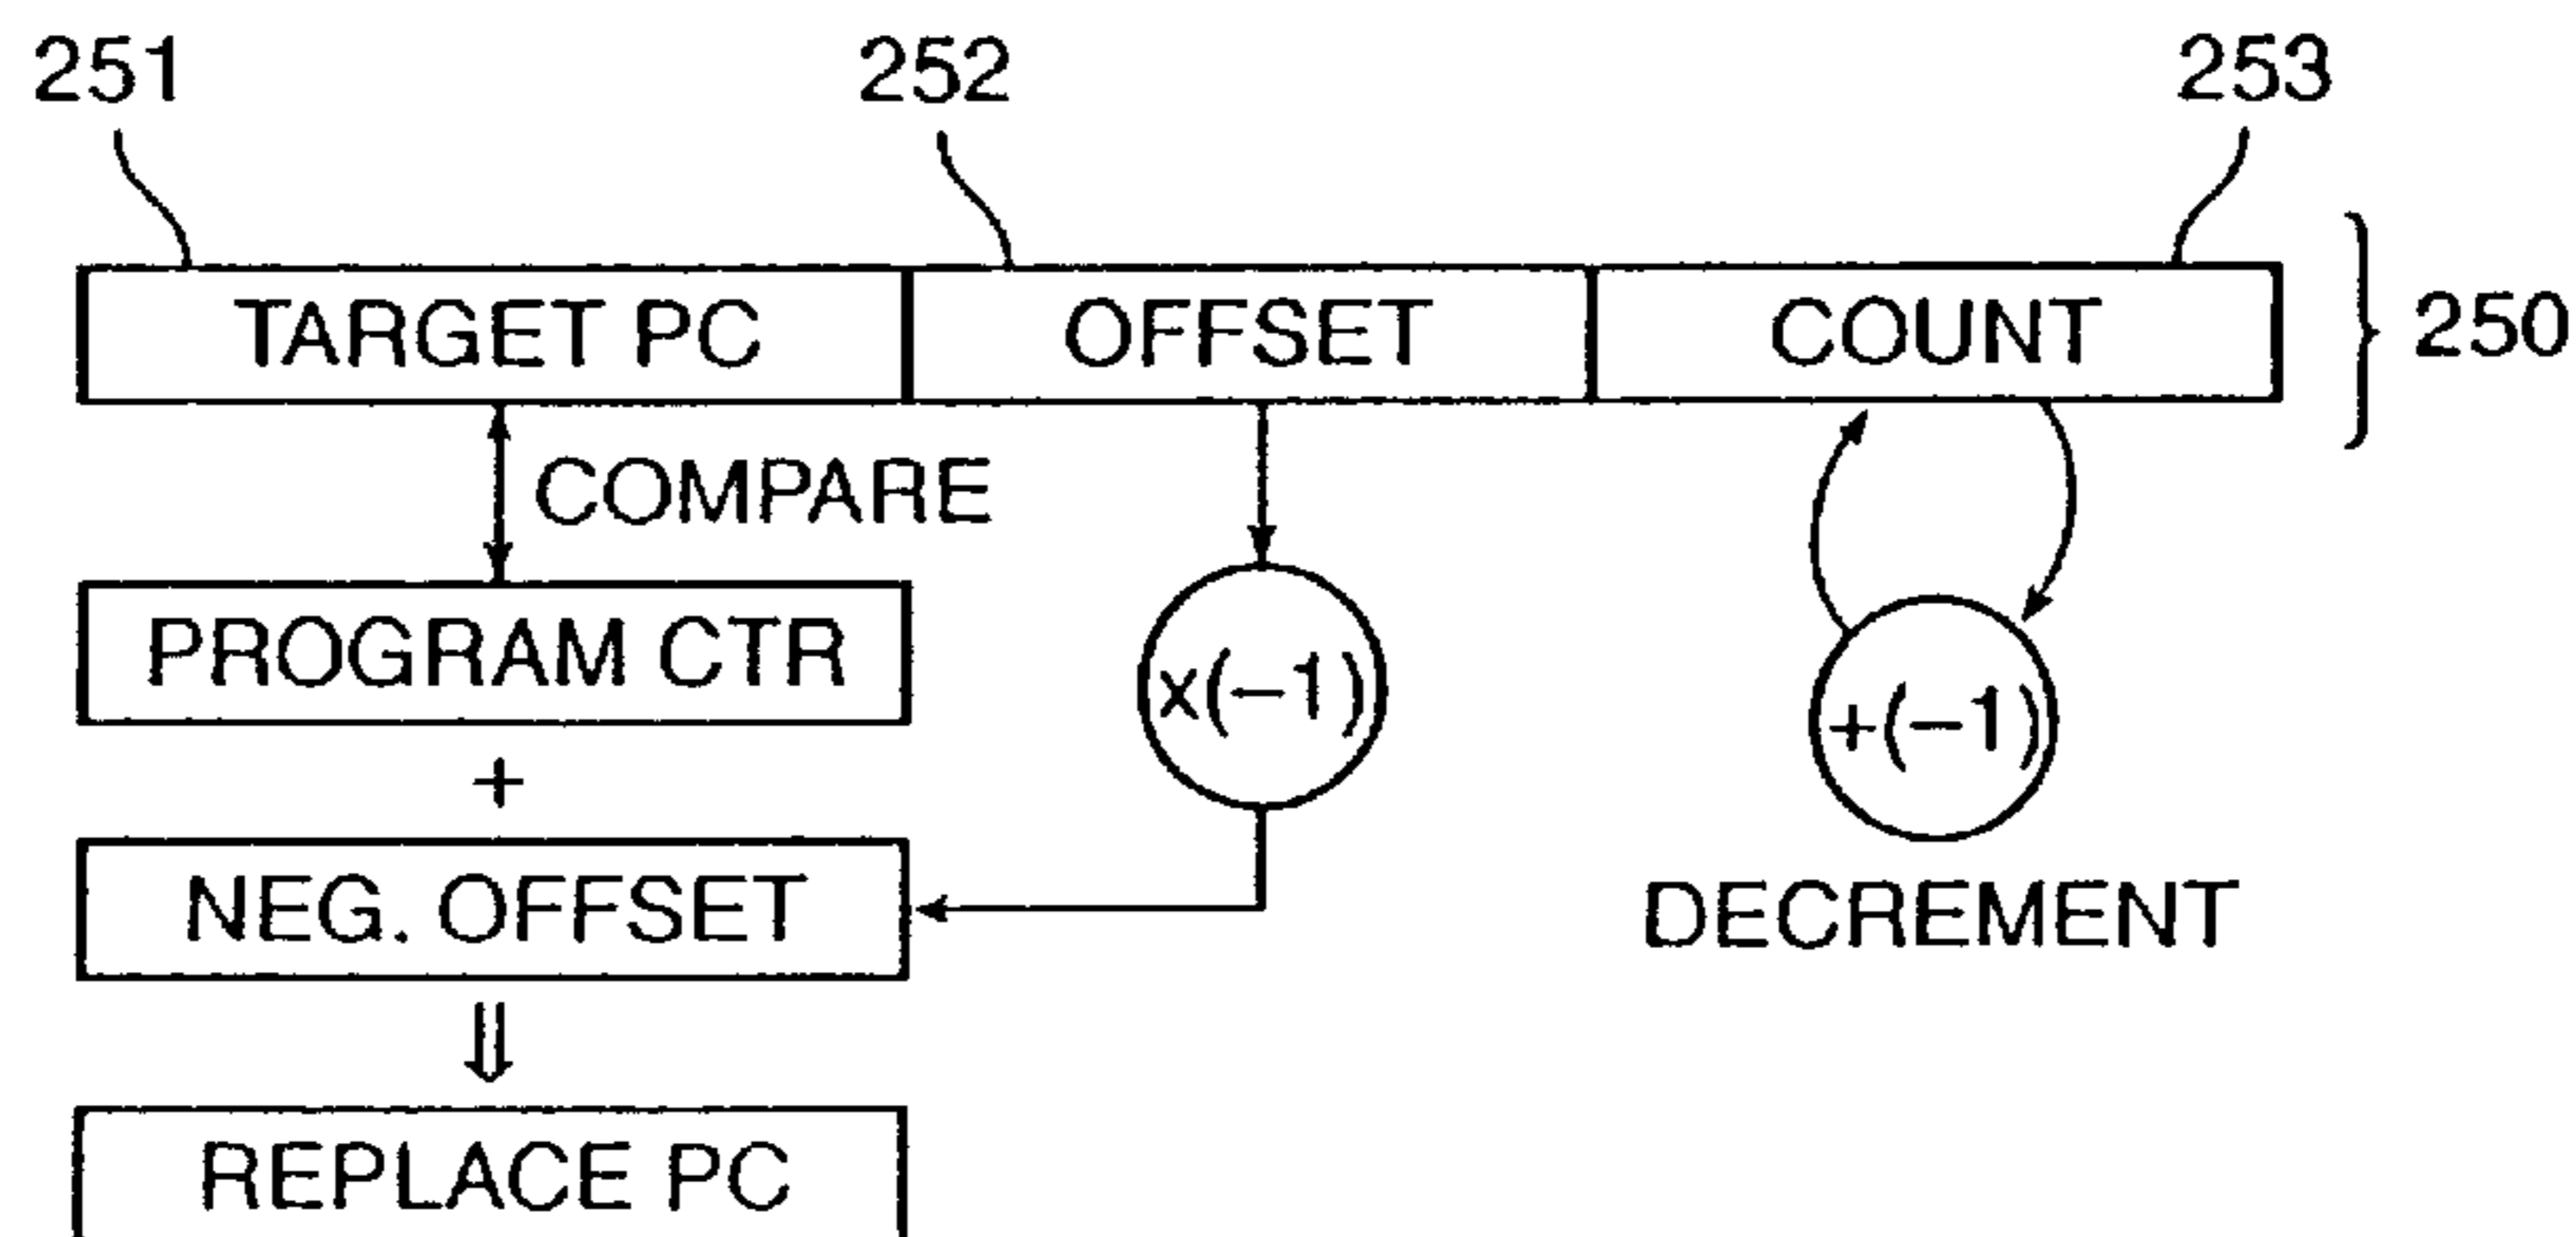 251 252 253
TARGET PC OFFSET COUNT 250
COMPARE
PROGRAM CTR x(−1) +(−1)
+
NEG. OFFSET DECREMENT
⇓
REPLACE PC